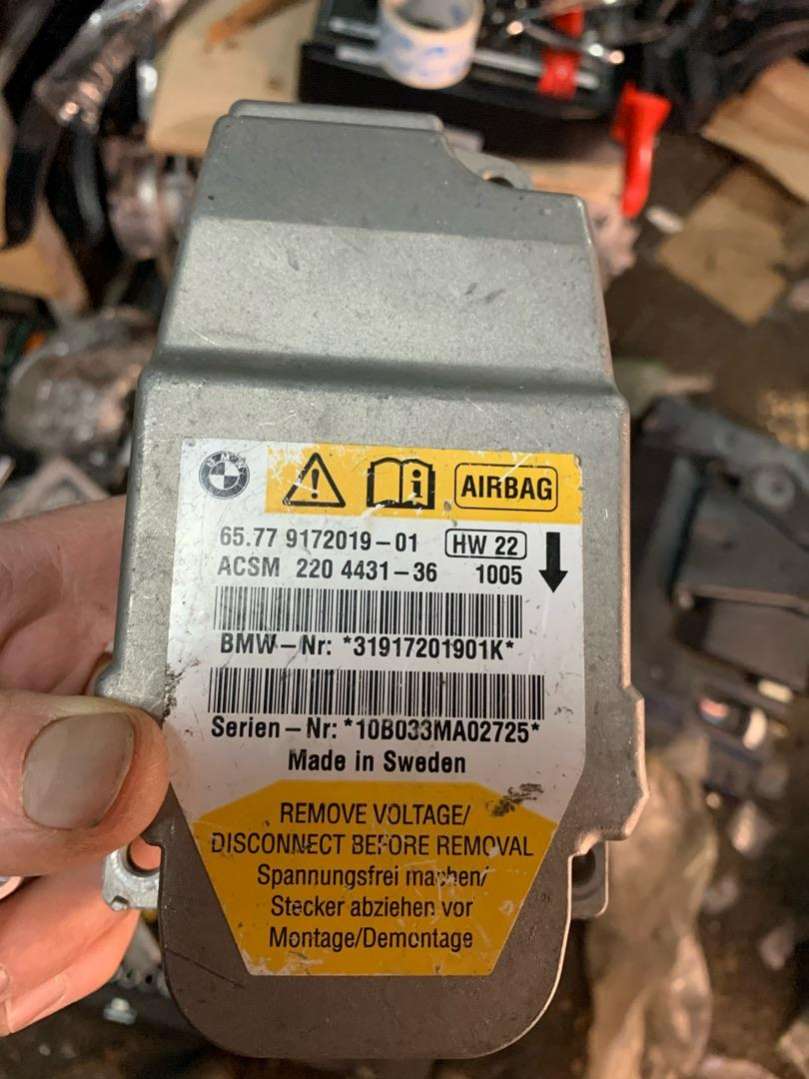 BMW
AIRBAG
65.77 9172019-01 HW 22
ACSM 220 4431-36 1005
BMW-Nr: *31917201901K*
Serien-Nr: *10B033MA02725*
Made in Sweden
REMOVE VOLTAGE/
DISCONNECT BEFORE REMOVAL
Spannungsfrei machen/
Stecker abziehen vor
Montage/Demontage